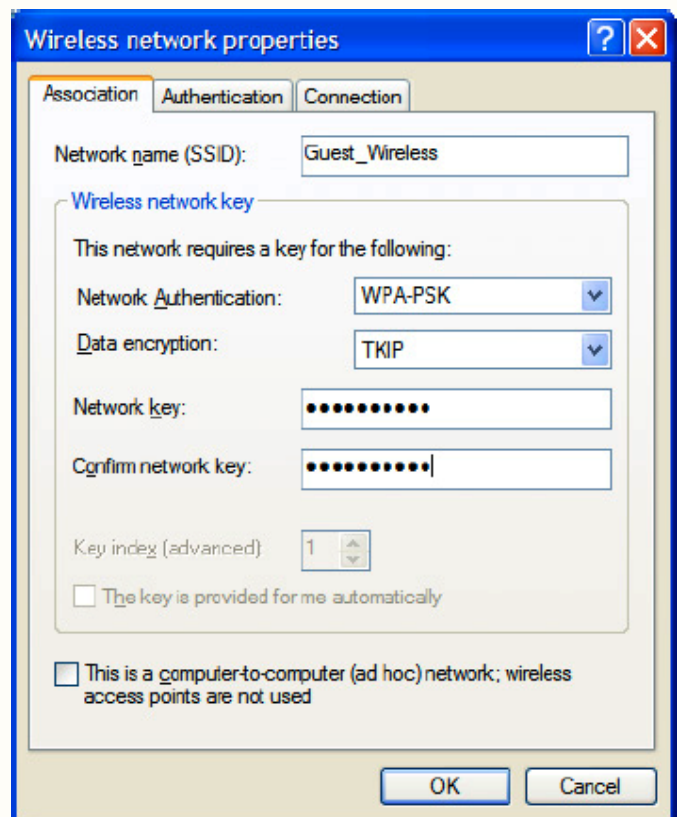 Wireless network properties
Association Authentication Connection
Network name (SSID): Guest_Wireless
Wireless network key
This network requires a key for the following:
Network Authentication: WPA-PSK
Data encryption: TKIP
Network key: ••••••••••
Confirm network key: ••••••••••
Key index (advanced) 1
The key is provided for me automatically
This is a computer-to-computer (ad hoc) network; wireless
access points are not used
OK Cancel